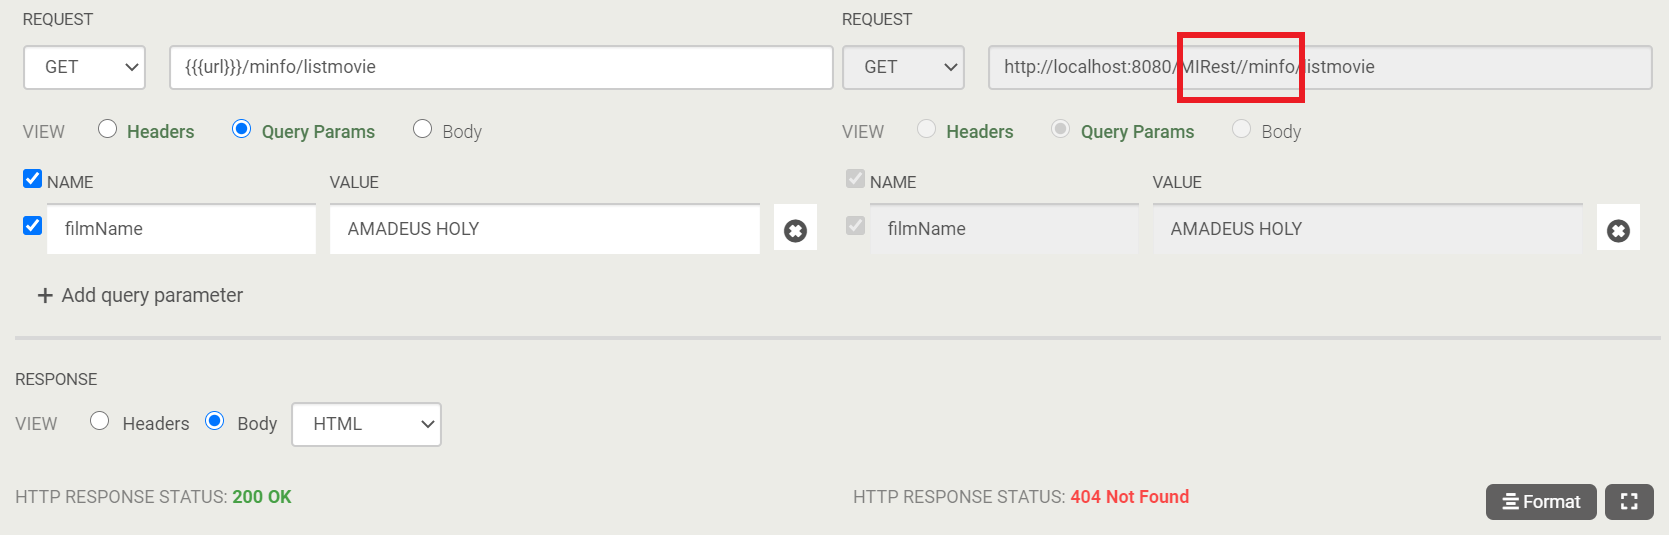 REQUEST REQUEST
GET {{{url}}}/minfo/listmovie GET http://localhost:8080/MIRest//minfo/listmovie
VIEW Headers Query Params Body VIEW Headers Query Params Body
NAME VALUE NAME VALUE
filmName AMADEUS HOLY filmName AMADEUS HOLY
+ Add query parameter
RESPONSE
VIEW Headers Body HTML
HTTP RESPONSE STATUS: 200 OK HTTP RESPONSE STATUS: 404 Not Found Format